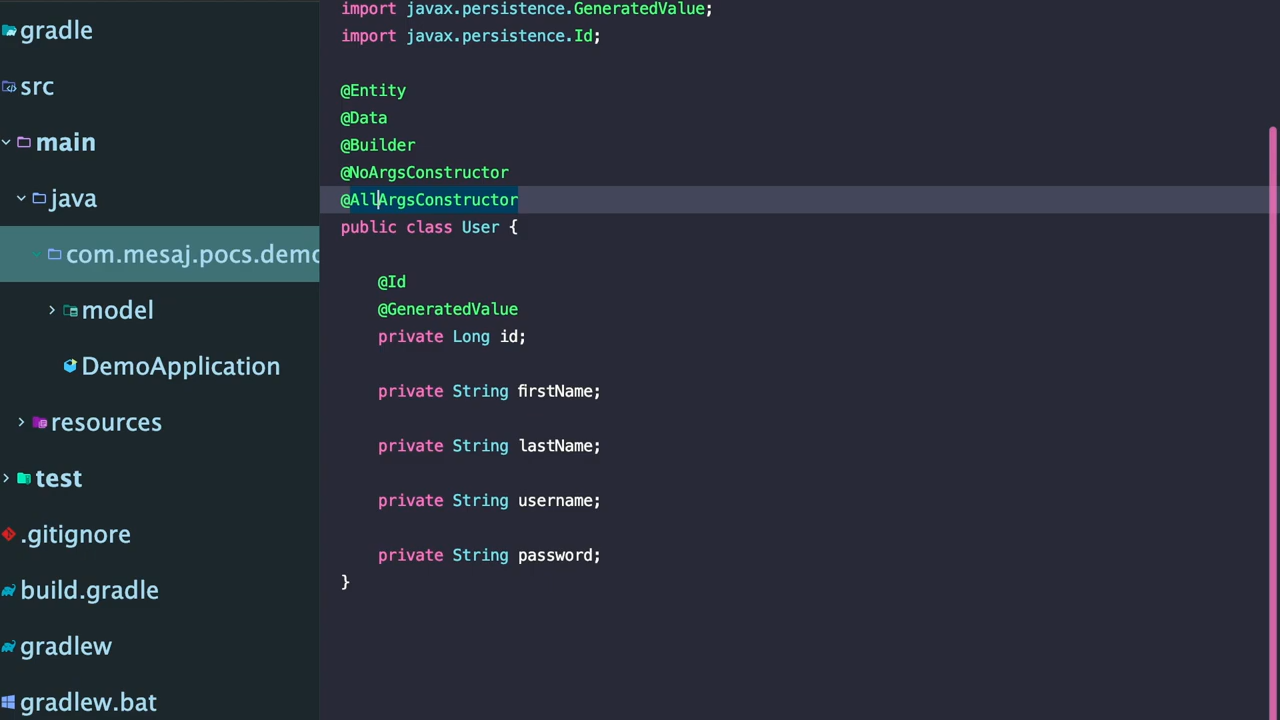 gradle
src
main
java
com.mesaj.pocs.demo
model
DemoApplication
resources
test
.gitignore
build.gradle
gradlew
gradlew.bat
import javax.persistence.GeneratedValue;
import javax.persistence.Id;
@Entity
@Data
@Builder
@NoArgsConstructor
@AllArgsConstructor
public class User {
@Id
@GeneratedValue
private Long id;
private String firstName;
private String lastName;
private String username;
private String password;
}